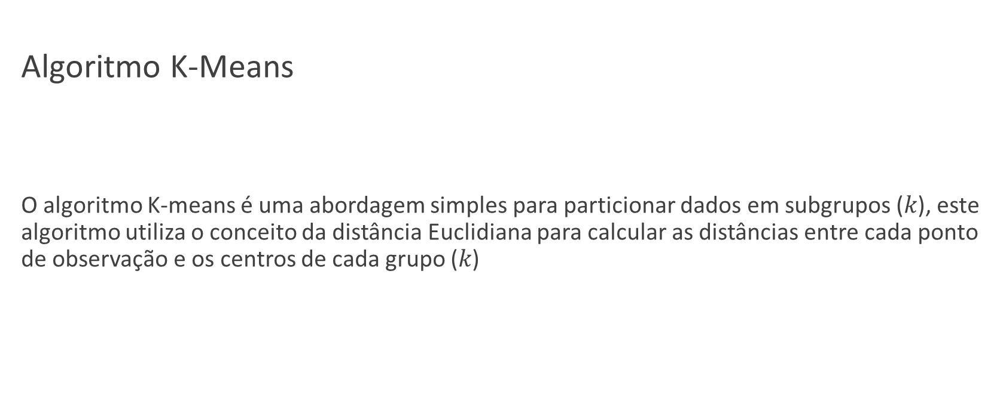 Algoritmo K-Means
O algoritmo K-means é uma abordagem simples para particionar dados em subgrupos (𝑘), este
algoritmo utiliza o conceito da distância Euclidiana para calcular as distâncias entre cada ponto
de observação e os centros de cada grupo (𝑘)